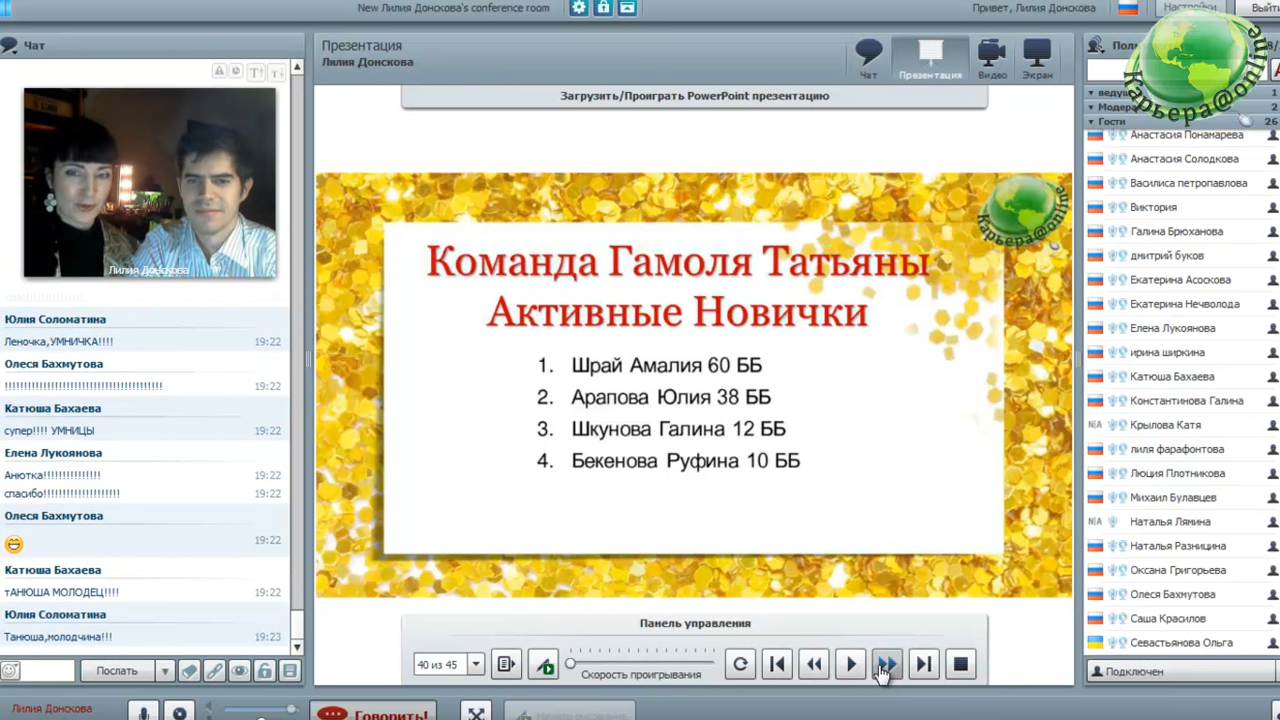 New Лилия Донскова's conference room
Привет, Лилия Донскова
Настройки
Выйти
Чат
Лилия Донскова
Юлия Соломатина
Леночка,УМНИЧКА!!!! 19:22
Олеся Бахмутова
!!!!!!!!!!!!!!!!!!!!!!!!!!!!!!!!!!!!!!!! 19:22
Катюша Бахаева
супер!!!! УМНИЦЫ 19:22
Елена Лукоянова
Анютка!!!!!!!!!!!!!! 19:22
спасибо!!!!!!!!!!!!!!!!!!!!! 19:22
Олеся Бахмутова
19:22
Катюша Бахаева
тАНЮША МОЛОДЕЦ!!!! 19:22
Юлия Соломатина
Танюша,молодчина!!! 19:23
Послать
Лилия Донскова
Говорить!
Презентация
Лилия Донскова
Чат
Презентация
Видео
Экран
Загрузить/Проиграть PowerPoint презентацию
Карьера@online
Команда Гамоля Татьяны
Активные Новички
1. Шрай Амалия 60 ББ
2. Арапова Юлия 38 ББ
3. Шкунова Галина 12 ББ
4. Бекенова Руфина 10 ББ
Панель управления
40 из 45
Скорость проигрывания
Карьера@online
1
2
Гости 26
Анастасия Понамарева
Анастасия Солодкова
Василиса петропавлова
Виктория
Галина Брюханова
дмитрий буков
Екатерина Асоскова
Екатерина Нечволода
Елена Лукоянова
ирина ширкина
Катюша Бахаева
Константинова Галина
N|A Крылова Катя
лиля фарафонтова
Люция Плотникова
Михаил Булавцев
N|A Наталья Лямина
Наталья Разницина
Оксана Григорьева
Олеся Бахмутова
Саша Красилов
Севастьянова Ольга
Подключен